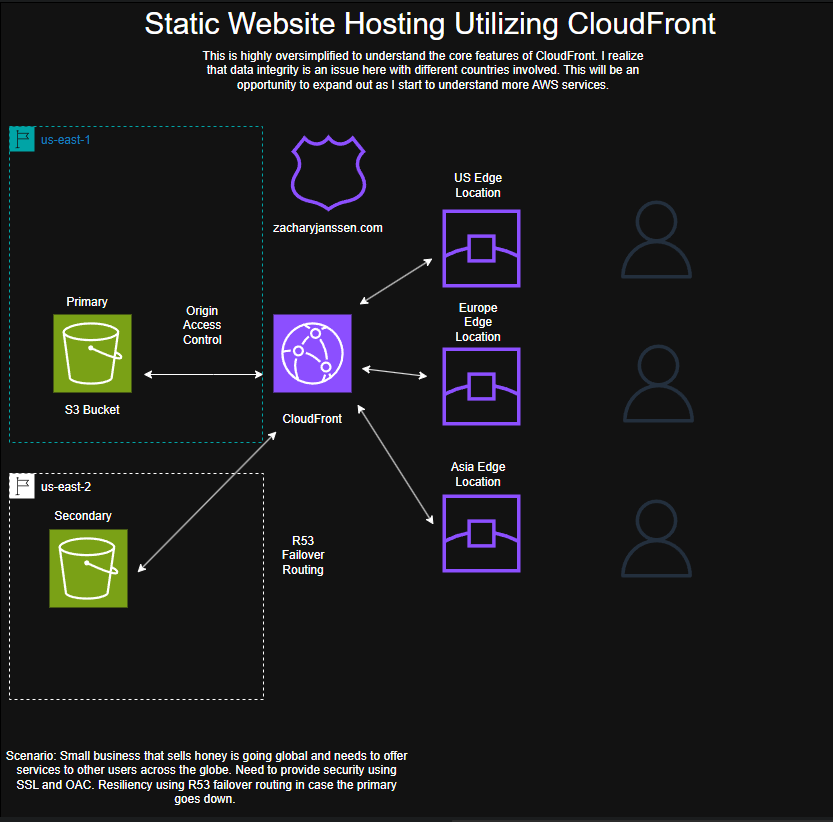 Static Website Hosting Utilizing CloudFront
This is highly oversimplified to understand the core features of CloudFront. I realize
that data integrity is an issue here with different countries involved. This will be an
opportunity to expand out as I start to understand more AWS services.
us-east-1
zacharyjanssen.com
US Edge
Location
Primary
Origin
Access
Control
S3 Bucket
CloudFront
Europe
Edge
Location
Asia Edge
Location
us-east-2
Secondary
R53
Failover
Routing
Scenario: Small business that sells honey is going global and needs to offer
services to other users across the globe. Need to provide security using
SSL and OAC. Resiliency using R53 failover routing in case the primary
goes down.